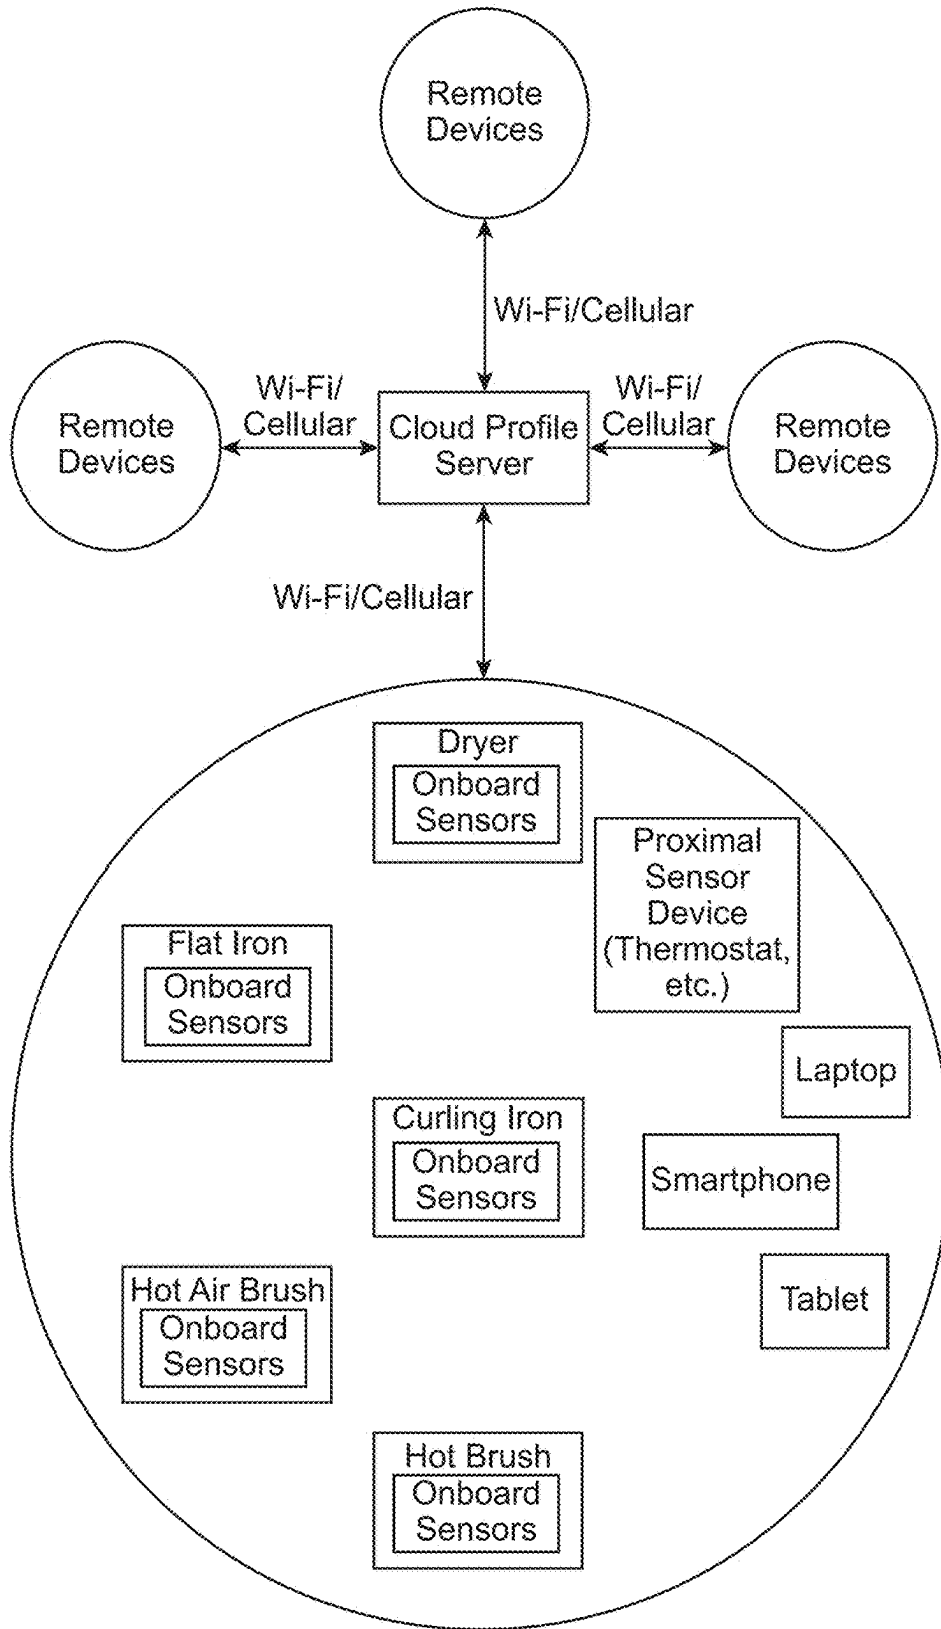 Remote
Devices
Wi-Fi/Cellular
Remote
Devices
Wi-Fi/
Cellular
Cloud Profile
Server
Wi-Fi/
Cellular
Remote
Devices
Wi-Fi/Cellular
Dryer
Onboard
Sensors
Proximal
Sensor
Device
(Thermostat,
etc.)
Flat Iron
Onboard
Sensors
Laptop
Curling Iron
Onboard
Sensors
Smartphone
Hot Air Brush
Onboard
Sensors
Tablet
Hot Brush
Onboard
Sensors